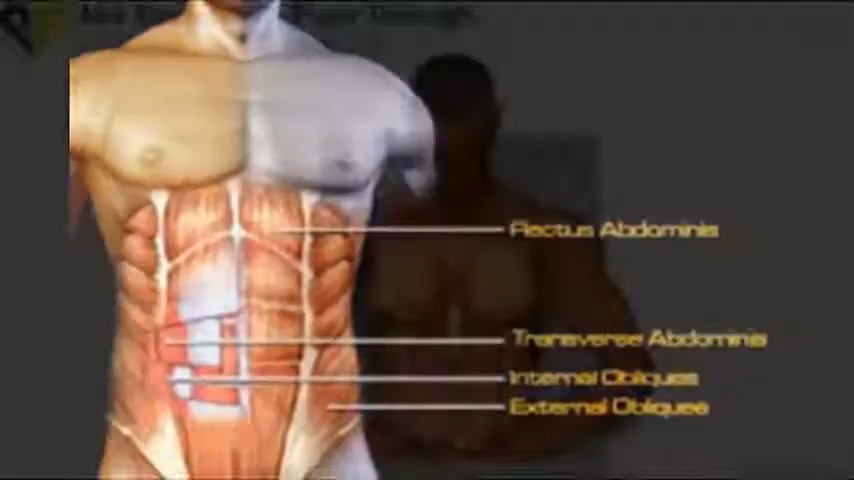 Rectus Abdominis
Transverse Abdominis
Internal Obliques
External Obliques